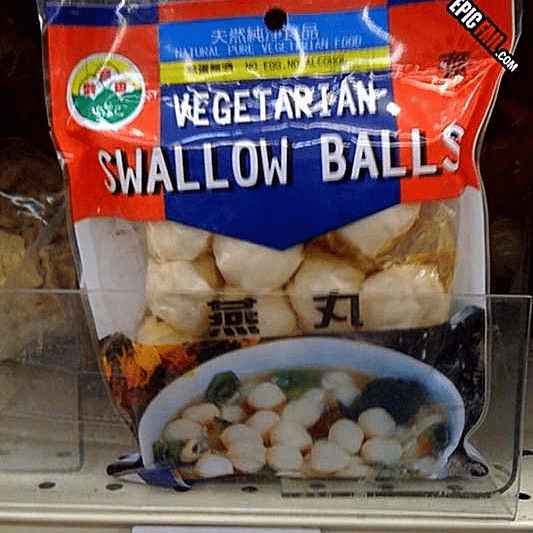 EPIC FAIL.COM
天然純淨食品
NATURAL PURE VEGETARIAN FOOD
NO EGG, NO ALCOHOL
VEGETARIAN
SWALLOW BALLS
燕丸